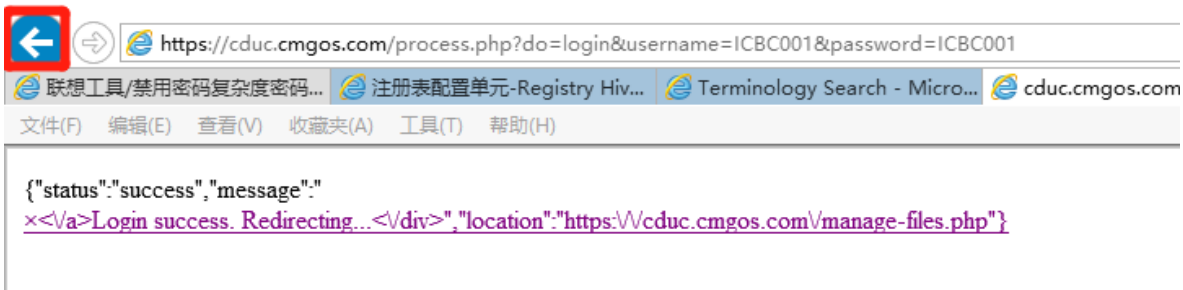 https://cduc.cmgos.com/process.php?do=login&username=ICBC001&password=ICBC001
联想工具/禁用密码复杂度密码... 注册表配置单元-Registry Hiv... Terminology Search - Micro... cduc.cmgos.com
文件(F) 编辑(E) 查看(V) 收藏夹(A) 工具(T) 帮助(H)
{"status":"success","message":"
×<\/a>Login success. Redirecting...<\/div>","location":"https:\/\/cduc.cmgos.com\/manage-files.php"}